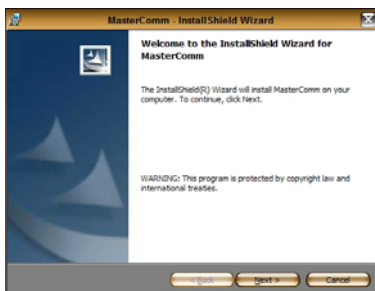 MasterComm - InstallShield Wizard
Welcome to the InstallShield Wizard for
MasterComm
The InstallShield(R) Wizard will install MasterComm on your
computer. To continue, click Next.
WARNING: This program is protected by copyright law and
international treaties.
< Back
Next >
Cancel